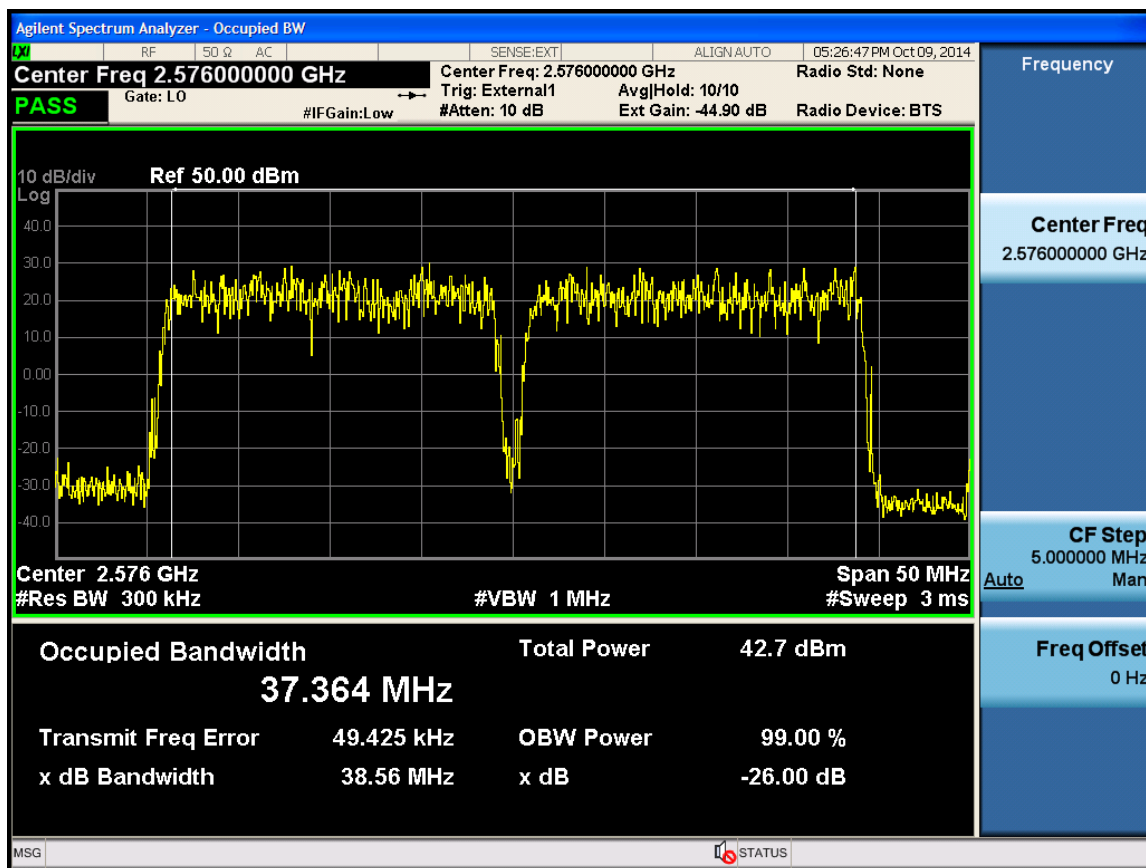 Agilent Spectrum Analyzer - Occupied BW
LXI RF 50 Ω AC SENSE:EXT ALIGN AUTO 05:26:47 PM Oct 09, 2014
Center Freq 2.576000000 GHz
PASS
Gate: LO
#IFGain:Low
Center Freq: 2.576000000 GHz
Trig: External1 Avg|Hold: 10/10
#Atten: 10 dB Ext Gain: -44.90 dB
Radio Std: None
Radio Device: BTS
10 dB/div Ref 50.00 dBm
Log
40.0
30.0
20.0
10.0
0.00
-10.0
-20.0
-30.0
-40.0
Center 2.576 GHz Span 50 MHz
#Res BW 300 kHz #VBW 1 MHz #Sweep 3 ms
Occupied Bandwidth Total Power 42.7 dBm
37.364 MHz
Transmit Freq Error 49.425 kHz OBW Power 99.00 %
x dB Bandwidth 38.56 MHz x dB -26.00 dB
Frequency
Center Freq
2.576000000 GHz
CF Step
5.000000 MHz
Auto Man
Freq Offset
0 Hz
MSG STATUS